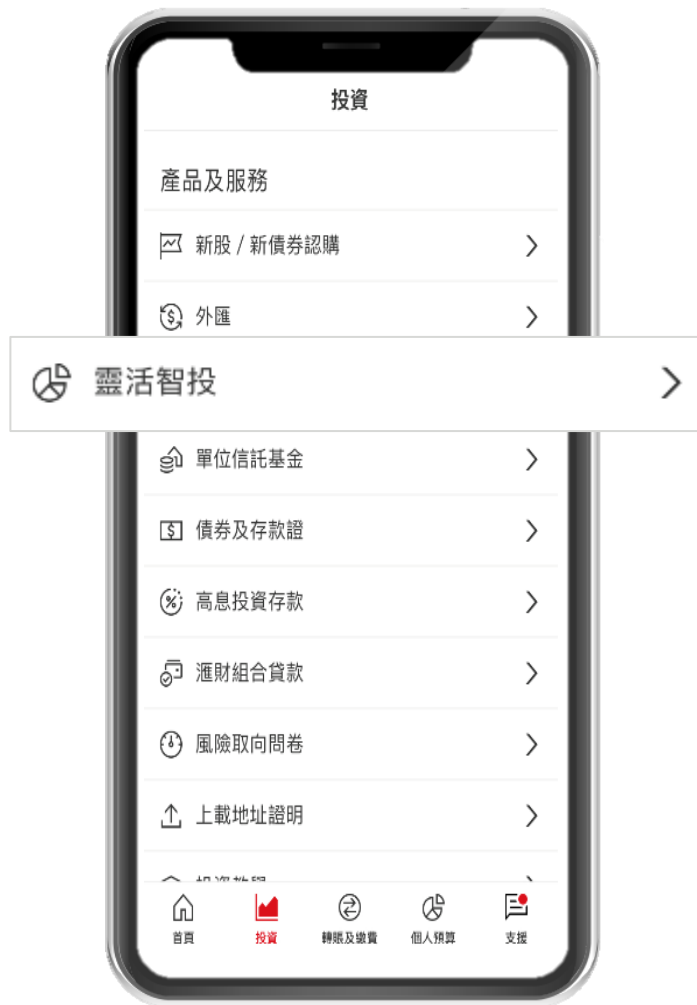 投資
產品及服務
新股 / 新債券認購
外匯
靈活智投
單位信託基金
債券及存款證
高息投資存款
滙財組合貸款
風險取向問卷
上載地址證明
首頁 投資 轉賬及繳費 個人預算 支援